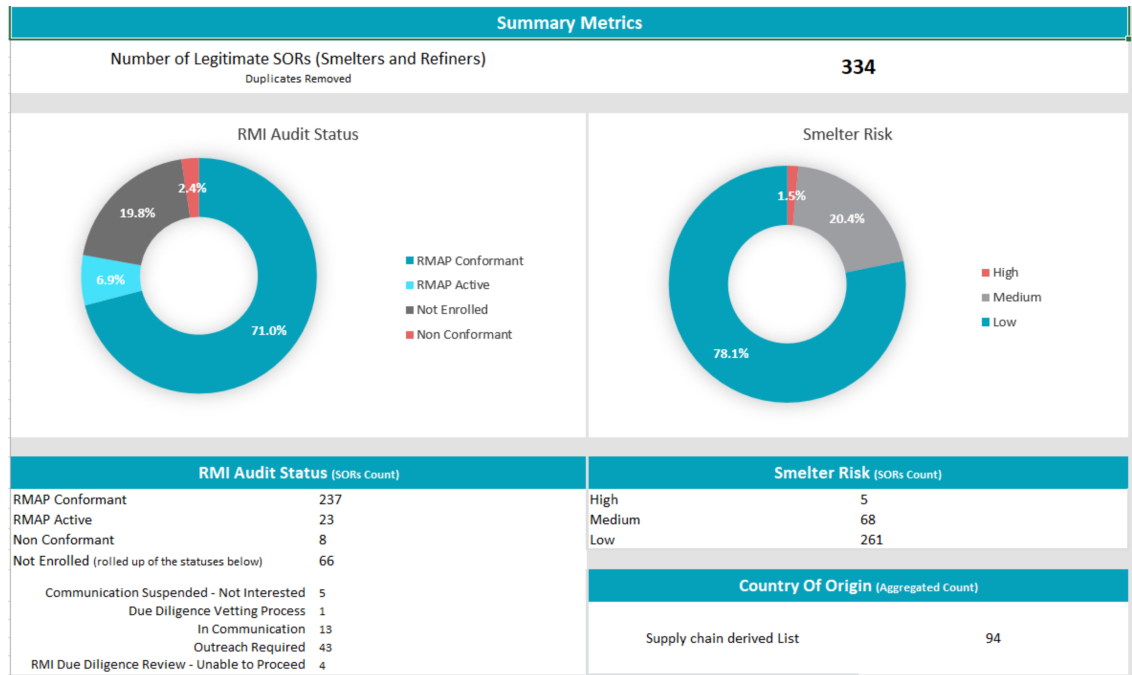 Summary Metrics
Number of Legitimate SORs (Smelters and Refiners)
Duplicates Removed
334
RMI Audit Status
2.4%
19.8%
6.9%
71.0%
RMAP Conformant
RMAP Active
Not Enrolled
Non Conformant
Smelter Risk
1.5%
20.4%
78.1%
High
Medium
Low
RMI Audit Status (SORs Count)
RMAP Conformant 237
RMAP Active 23
Non Conformant 8
Not Enrolled (rolled up of the statuses below) 66
Communication Suspended - Not Interested 5
Due Diligence Vetting Process 1
In Communication 13
Outreach Required 43
RMI Due Diligence Review - Unable to Proceed 4
Smelter Risk (SORs Count)
High 5
Medium 68
Low 261
Country Of Origin (Aggregated Count)
Supply chain derived List 94